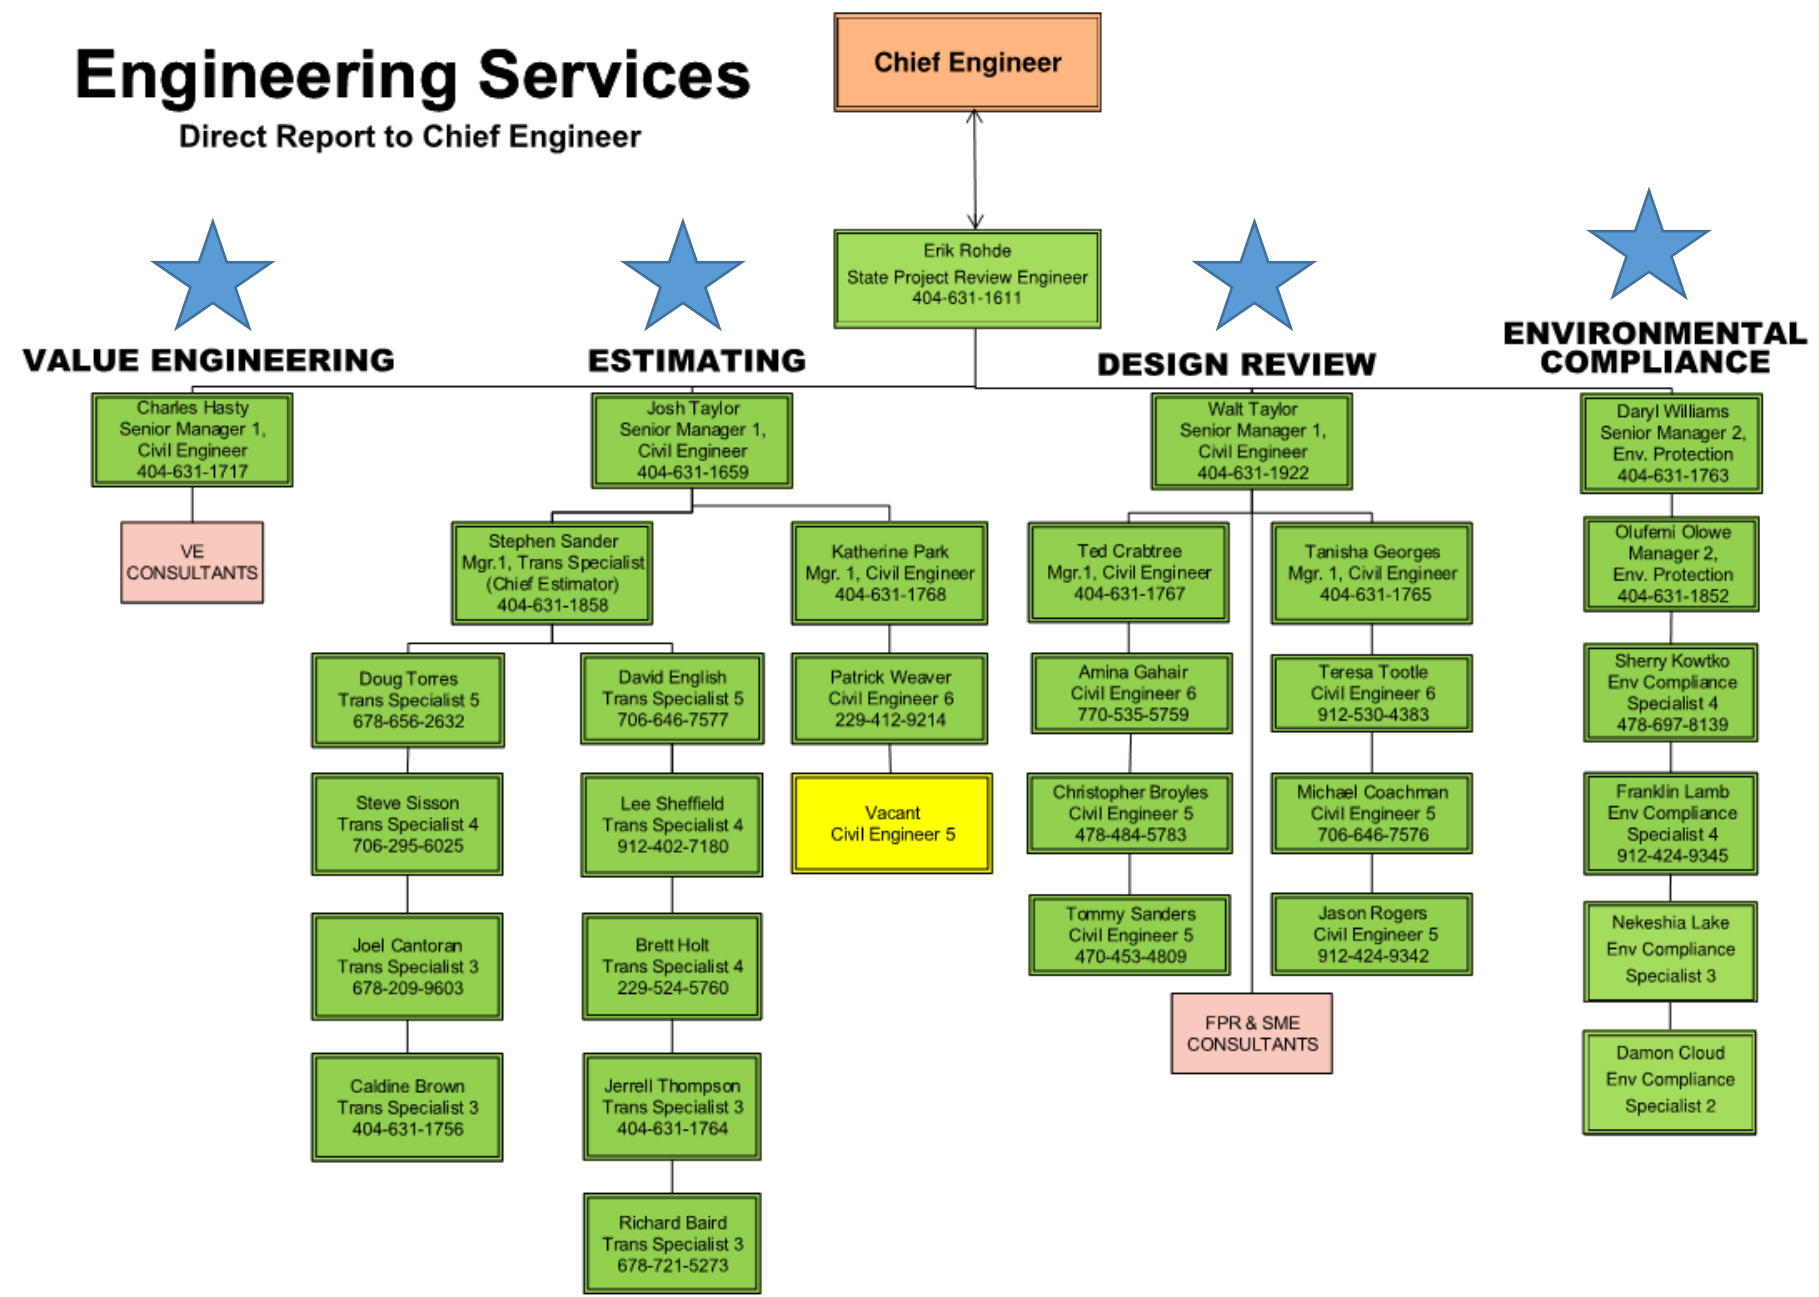 Engineering Services
Direct Report to Chief Engineer
Chief Engineer
Erik Rohde
State Project Review Engineer
404-631-1611
VALUE ENGINEERING
ESTIMATING
DESIGN REVIEW
ENVIRONMENTAL
COMPLIANCE
Charles Hasty
Senior Manager 1,
Civil Engineer
404-631-1717
VE
CONSULTANTS
Josh Taylor
Senior Manager 1,
Civil Engineer
404-631-1659
Stephen Sander
Mgr.1, Trans Specialist
(Chief Estimator)
404-631-1858
Doug Torres
Trans Specialist 5
678-656-2632
Steve Sisson
Trans Specialist 4
706-295-6025
Joel Cantoran
Trans Specialist 3
678-209-9603
Caldine Brown
Trans Specialist 3
404-631-1756
David English
Trans Specialist 5
706-646-7577
Lee Sheffield
Trans Specialist 4
912-402-7180
Brett Holt
Trans Specialist 4
229-524-5760
Jerrell Thompson
Trans Specialist 3
404-631-1764
Richard Baird
Trans Specialist 3
678-721-5273
Katherine Park
Mgr. 1, Civil Engineer
404-631-1768
Patrick Weaver
Civil Engineer 6
229-412-9214
Vacant
Civil Engineer 5
Walt Taylor
Senior Manager 1,
Civil Engineer
404-631-1922
Ted Crabtree
Mgr.1, Civil Engineer
404-631-1767
Amina Gahair
Civil Engineer 6
770-535-5759
Christopher Broyles
Civil Engineer 5
478-484-5783
Tommy Sanders
Civil Engineer 5
470-453-4809
Tanisha Georges
Mgr. 1, Civil Engineer
404-631-1765
Teresa Tootle
Civil Engineer 6
912-530-4383
Michael Coachman
Civil Engineer 5
706-646-7576
Jason Rogers
Civil Engineer 5
912-424-9342
FPR & SME
CONSULTANTS
Daryl Williams
Senior Manager 2,
Env. Protection
404-631-1763
Olufemi Olowe
Manager 2,
Env. Protection
404-631-1852
Sherry Kowtko
Env Compliance
Specialist 4
478-697-8139
Franklin Lamb
Env Compliance
Specialist 4
912-424-9345
Nekeshia Lake
Env Compliance
Specialist 3
Damon Cloud
Env Compliance
Specialist 2